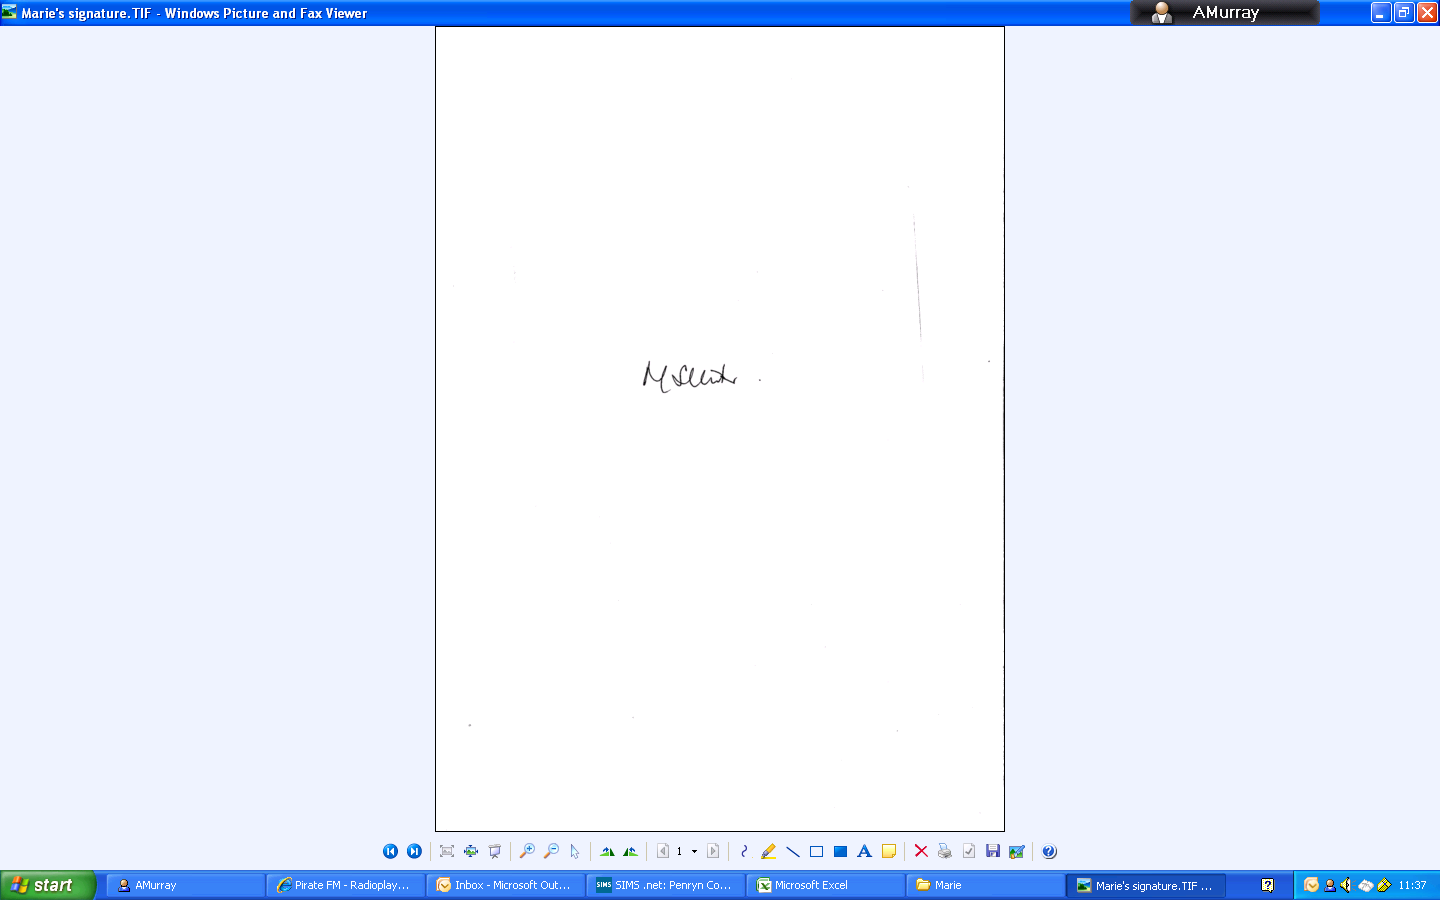 Marie's signature.TIF - Windows Picture and Fax Viewer
AMurray
1
start
AMurray
Pirate FM - Radioplay...
Inbox - Microsoft Out...
SIMS
SIMS .net: Penryn Co...
Microsoft Excel
Marie
Marie's signature.TIF ...
11:37